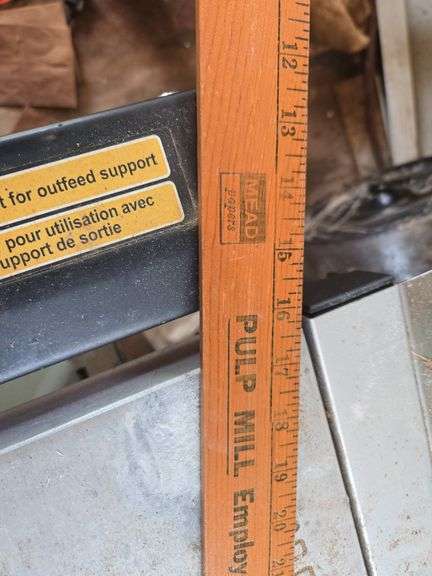 t for outfeed support
pour utilisation avec
upport de sortie
MEAD
papers
PULP MILL Employ
12
13
14
15
16
17
18
19
20